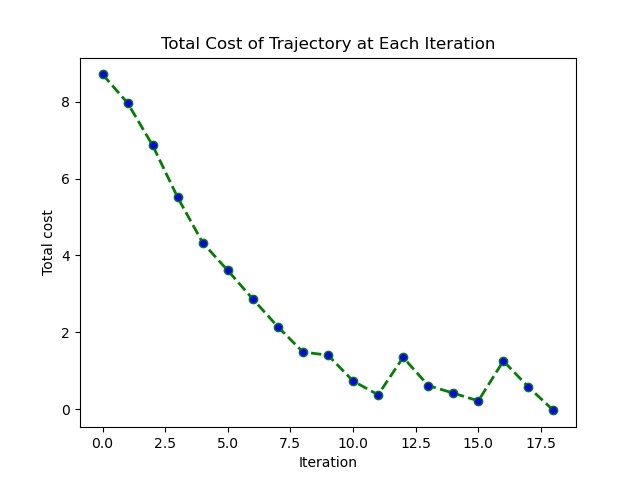 Total Cost of Trajectory at Each Iteration
8
6
4
2
0
Total cost
0.0 2.5 5.0 7.5 10.0 12.5 15.0 17.5
Iteration